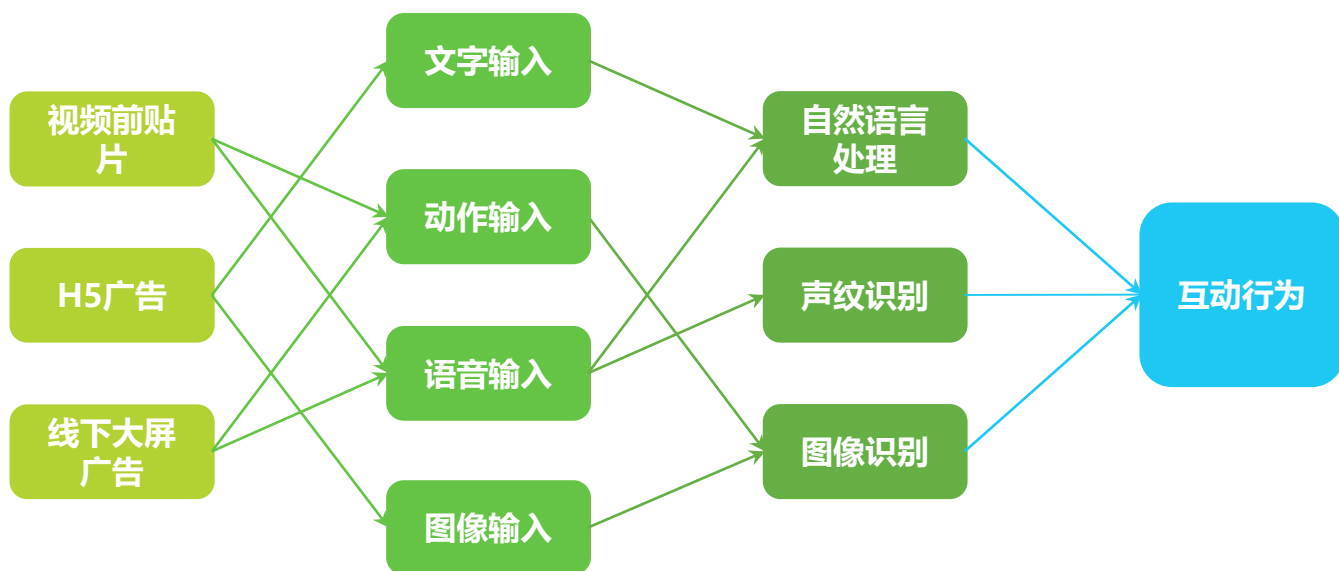 视频前贴
片
H5广告
线下大屏
广告
文字输入
动作输入
语音输入
图像输入
自然语言
处理
声纹识别
图像识别
互动行为